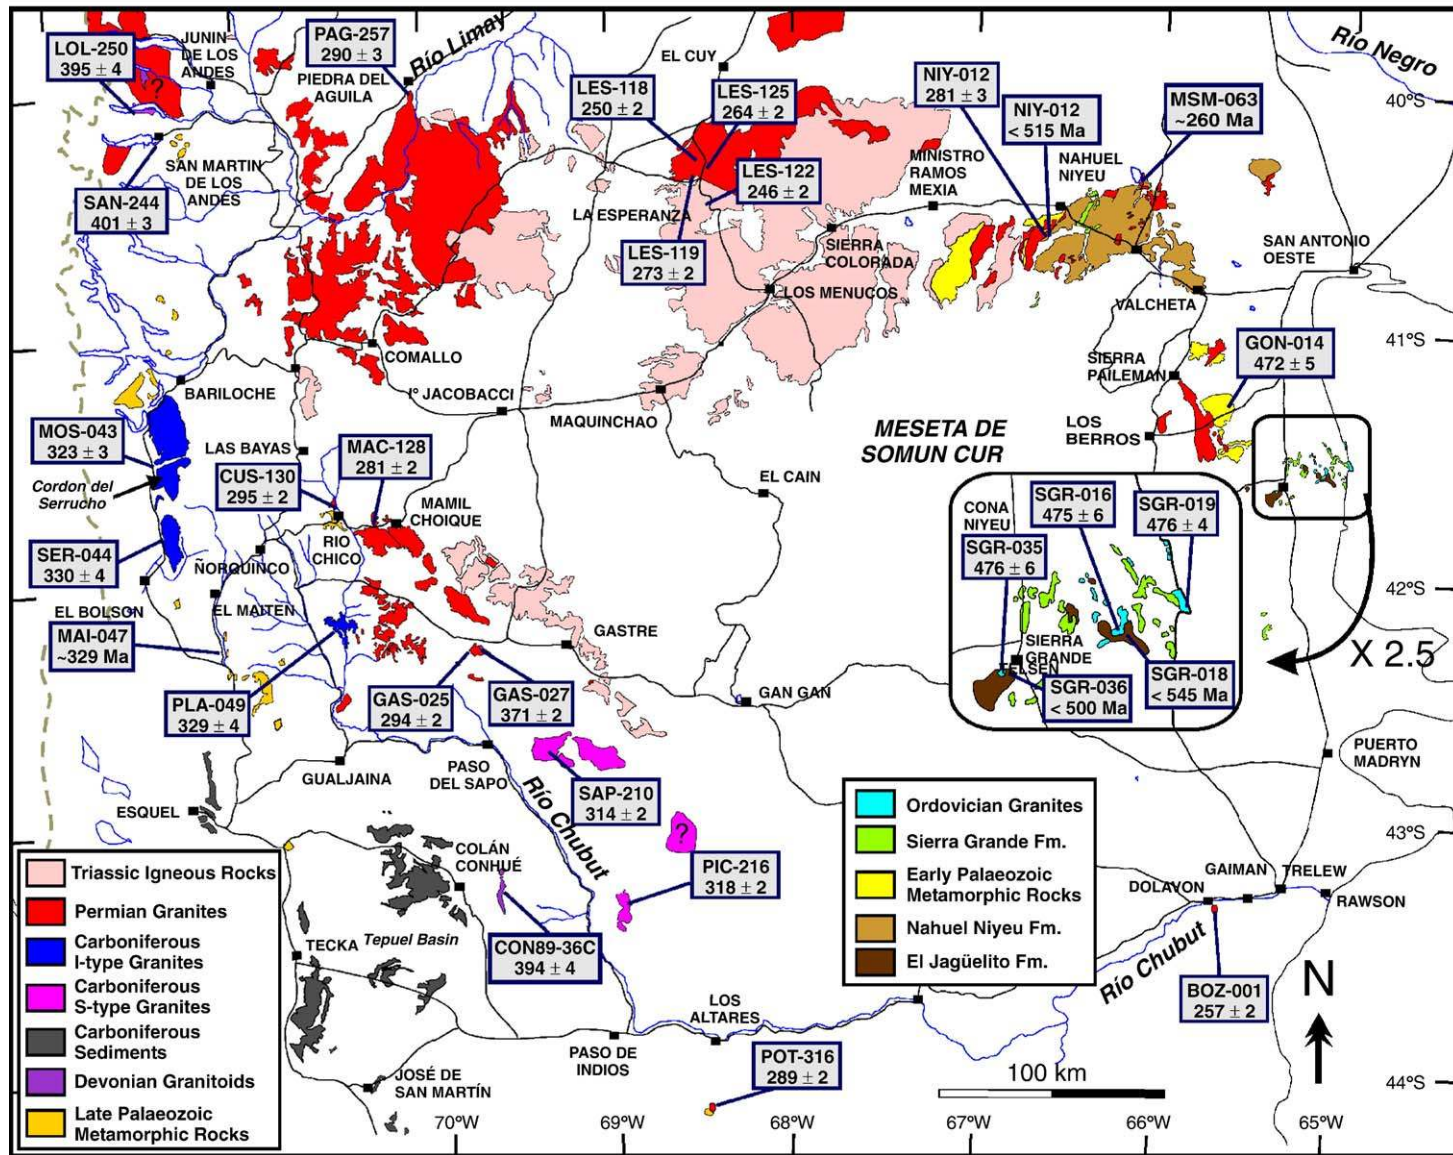 LOL-250
395 ± 4
JUNIN
DE LOS
ANDES
PAG-257
290 ± 3
Río Limay
PIEDRA DEL
AGUILA
EL CUY
LES-118
250 ± 2
LES-125
264 ± 2
NIY-012
281 ± 3
NIY-012
< 515 Ma
MSM-063
~260 Ma
Río Negro
40ºS
?
SAN MARTIN
DE LOS
ANDES
SAN-244
401 ± 3
LES-122
246 ± 2
MINISTRO
RAMOS
MEXIA
NAHUEL
NIYEU
LA ESPERANZA
LES-119
273 ± 2
SIERRA
COLORADA
LOS MENUCOS
SAN ANTONIO
OESTE
VALCHETA
COMALLO
41ºS
SIERRA
PAILEMAN
GON-014
472 ± 5
BARILOCHE
Iº JACOBACCI
MAQUINCHAO
LOS
BERROS
MESETA DE
SOMUN CUR
MOS-043
323 ± 3
LAS BAYAS
MAC-128
281 ± 2
CUS-130
295 ± 2
Cordon del
Serrucho
MAMIL
CHOIQUE
EL CAIN
RIO
CHICO
SER-044
330 ± 4
ÑORQUINCO
EL BOLSON
EL MAITEN
CONA
NIYEU
SGR-016
475 ± 6
SGR-019
476 ± 4
SGR-035
476 ± 6
SIERRA
GRANDE
TELSEN
SGR-036
< 500 Ma
SGR-018
< 545 Ma
X 2.5
42ºS
MAI-047
~329 Ma
GASTRE
PLA-049
329 ± 4
GAS-025
294 ± 2
GAS-027
371 ± 2
GAN GAN
GUALJAINA
PASO
DEL SAPO
PUERTO
MADRYN
SAP-210
314 ± 2
Río Chubut
ESQUEL
?
43ºS
COLÁN
CONHUÉ
PIC-216
318 ± 2
GAIMAN
TRELEW
DOLAVON
RAWSON
TECKA
Tepuel Basin
CON89-36C
394 ± 4
Río Chubut
BOZ-001
257 ± 2
LOS
ALTARES
PASO DE
INDIOS
POT-316
289 ± 2
JOSÉ DE
SAN MARTÍN
N
100 km
44ºS
70W
69W
68W
67W
66W
65W
Triassic Igneous Rocks
Permian Granites
Carboniferous
I-type Granites
Carboniferous
S-type Granites
Carboniferous
Sediments
Devonian Granitoids
Late Palaeozoic
Metamorphic Rocks
Ordovician Granites
Sierra Grande Fm.
Early Palaeozoic
Metamorphic Rocks
Nahuel Niyeu Fm.
El Jagüelito Fm.